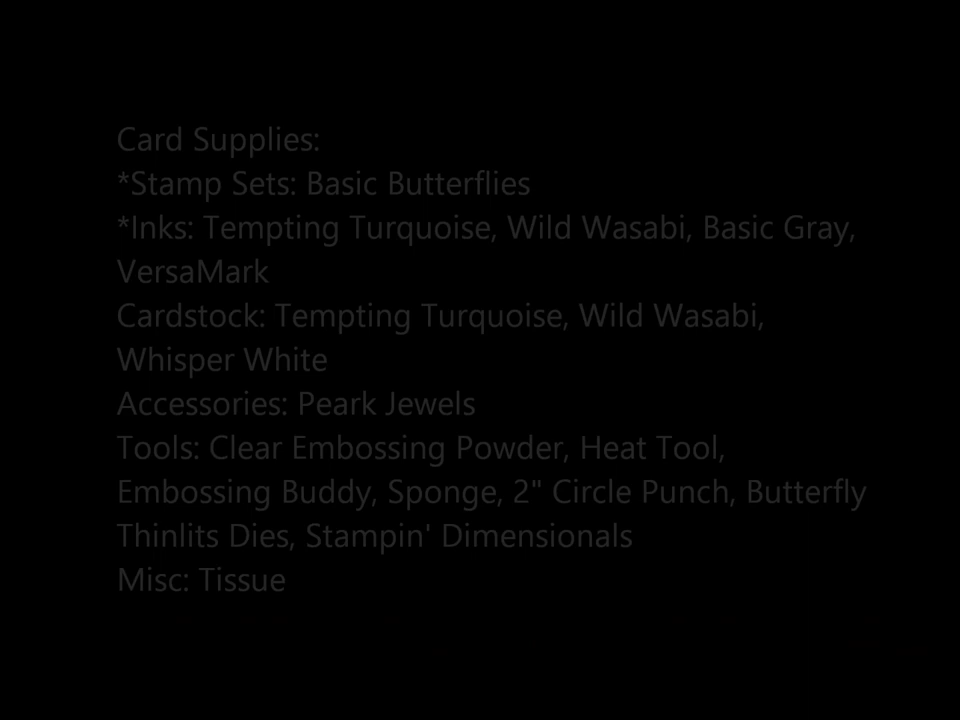 Card Supplies:
*Stamp Sets: Basic Butterflies
*Inks: Tempting Turquoise, Wild Wasabi, Basic Gray,
VersaMark
Cardstock: Tempting Turquoise, Wild Wasabi,
Whisper White
Accessories: Peark Jewels
Tools: Clear Embossing Powder, Heat Tool,
Embossing Buddy, Sponge, 2" Circle Punch, Butterfly
Thinlits Dies, Stampin' Dimensionals
Misc: Tissue